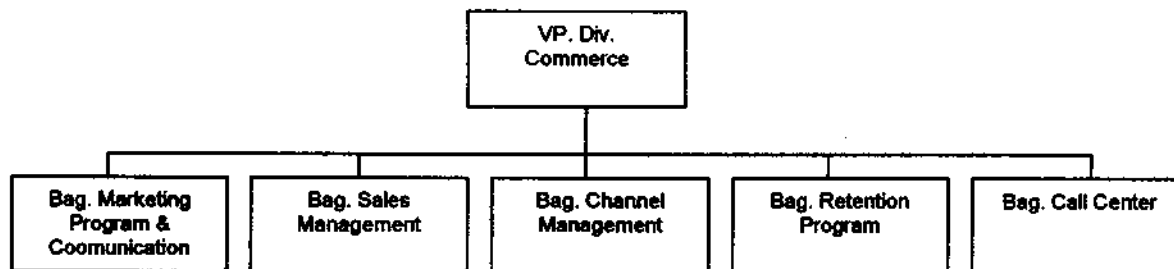 VP. Div.
Commerce
Bag. Marketing
Program &
Coomunication
Bag. Sales
Management
Bag. Channel
Management
Bag. Retention
Program
Bag. Call Center